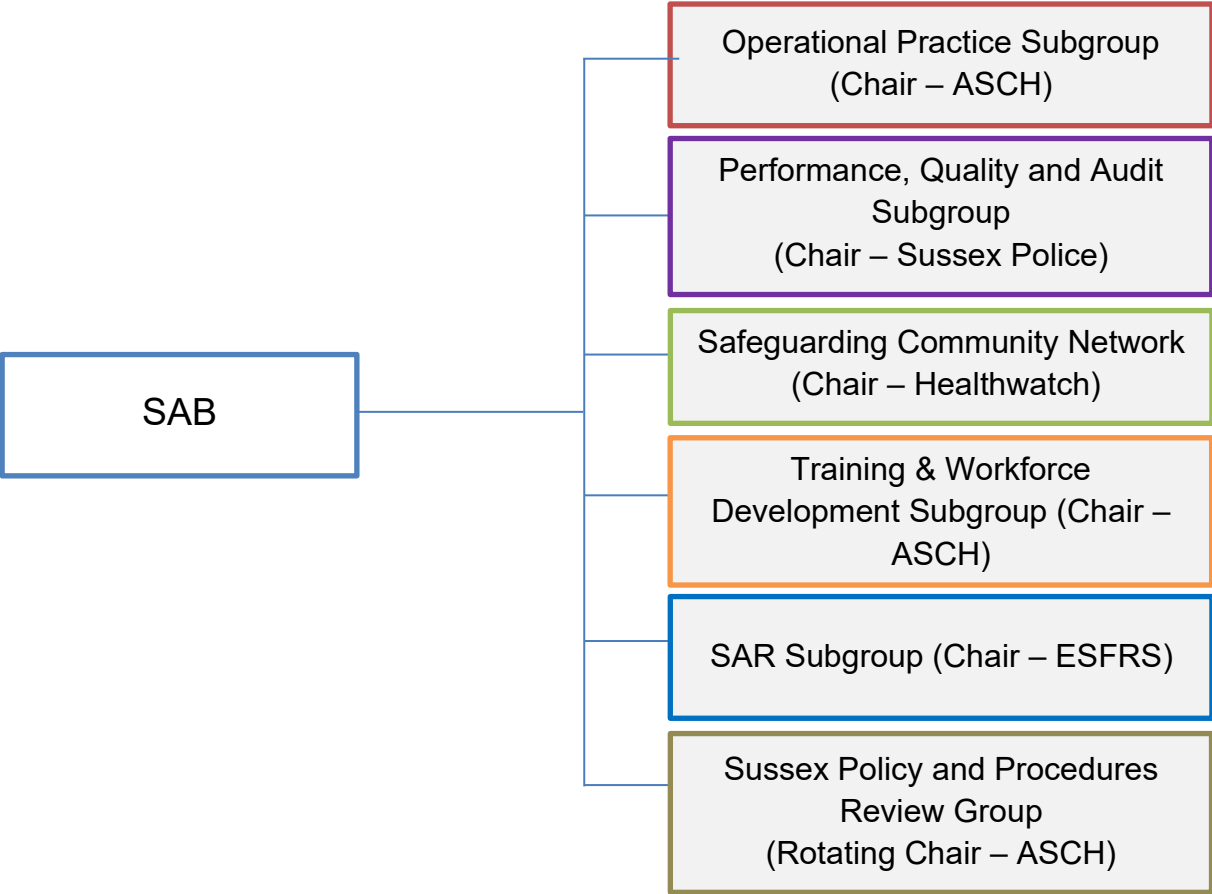 Operational Practice Subgroup
(Chair – ASCH)
Performance, Quality and Audit
Subgroup
(Chair – Sussex Police)
Safeguarding Community Network
(Chair – Healthwatch)
SAB
Training & Workforce
Development Subgroup (Chair –
ASCH)
SAR Subgroup (Chair – ESFRS)
Sussex Policy and Procedures
Review Group
(Rotating Chair – ASCH)